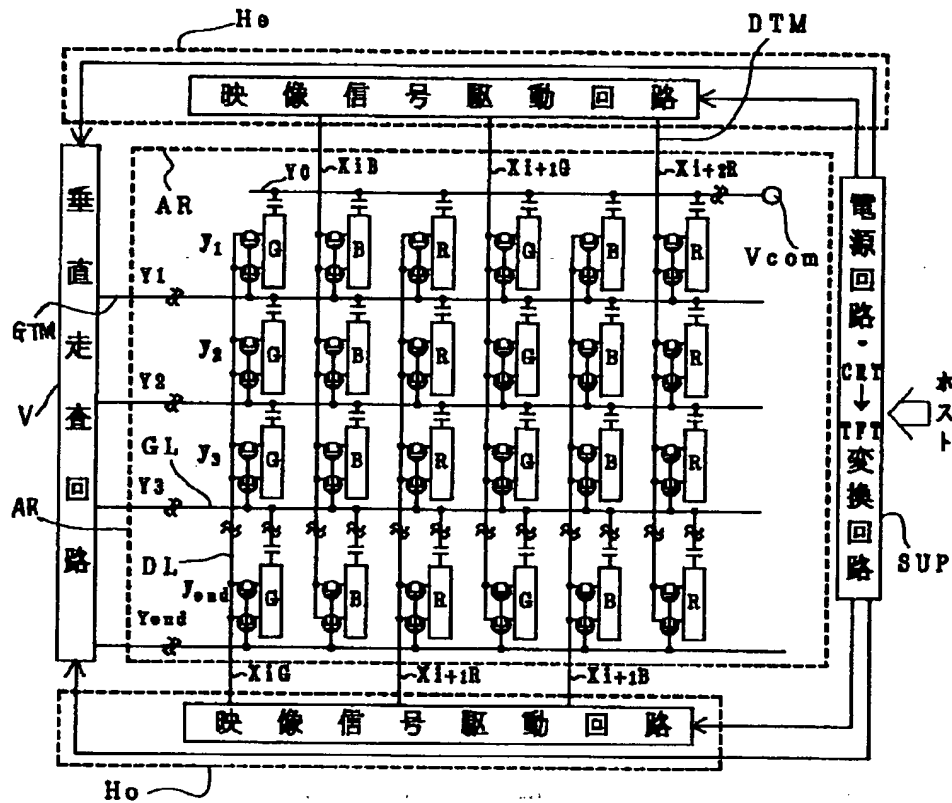 He
DTM
映像信号駆動回路
AR
Y0
XiB
Xi+1G
Xi+2R
Vcom
垂直走査回路
電源回路・CRT→TFT変換回路
ホスト
SUP
GTM
V
y1
G B R G B R
Y1
y2
G B R G B R
Y2
y3
G B R G B R
Y3
GL
AR
DL
yend
G B R G B R
Yend
XiG
Xi+1R
Xi+1B
映像信号駆動回路
Ho